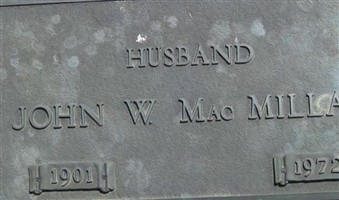 HUSBAND
JOHN W. MAC MILLA
1901 1972